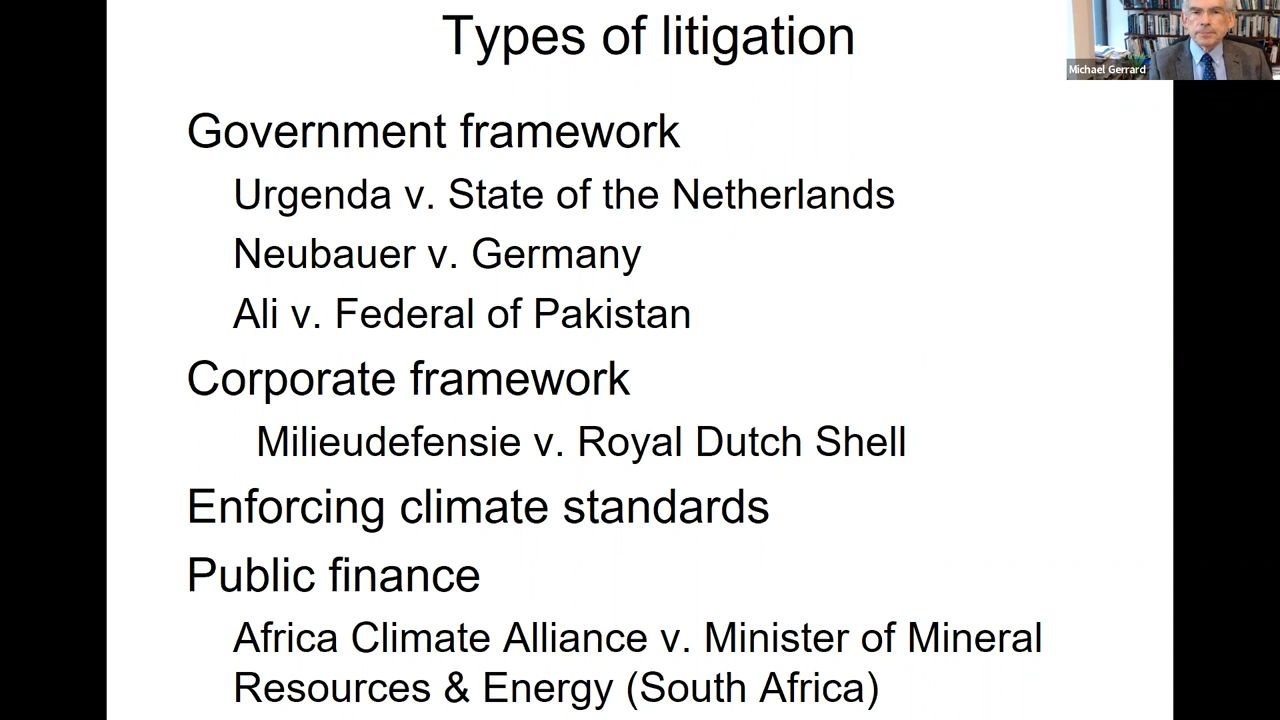 Types of litigation
Michael Gerrard
Government framework
Urgenda v. State of the Netherlands
Neubauer v. Germany
Ali v. Federal of Pakistan
Corporate framework
Milieudefensie v. Royal Dutch Shell
Enforcing climate standards
Public finance
Africa Climate Alliance v. Minister of Mineral
Resources & Energy (South Africa)